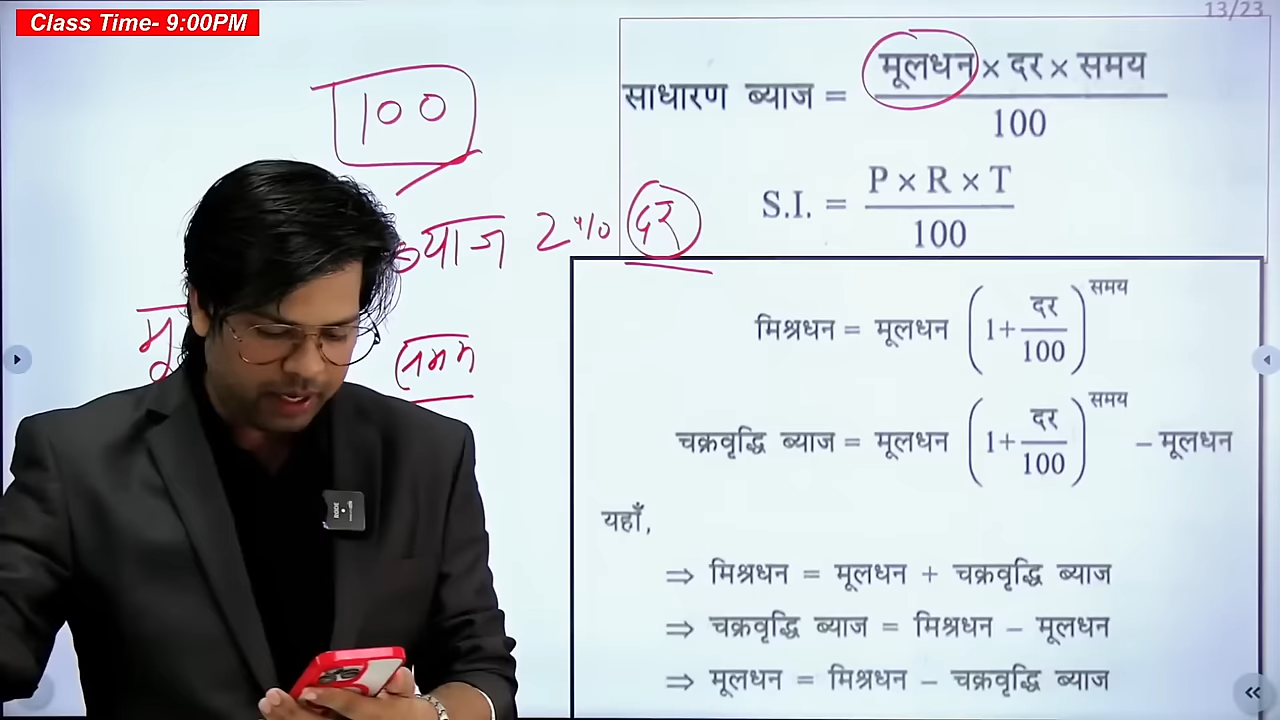 Class Time- 9:00PM
13/23
100
ब्याज 2% दर
मू
समय
साधारण ब्याज = मूलधन × दर × समय / 100
S.I. = P × R × T / 100
मिश्रधन = मूलधन (1 + दर/100)^समय
चक्रवृद्धि ब्याज = मूलधन (1 + दर/100)^समय – मूलधन
यहाँ,
⇒ मिश्रधन = मूलधन + चक्रवृद्धि ब्याज
⇒ चक्रवृद्धि ब्याज = मिश्रधन – मूलधन
⇒ मूलधन = मिश्रधन – चक्रवृद्धि ब्याज